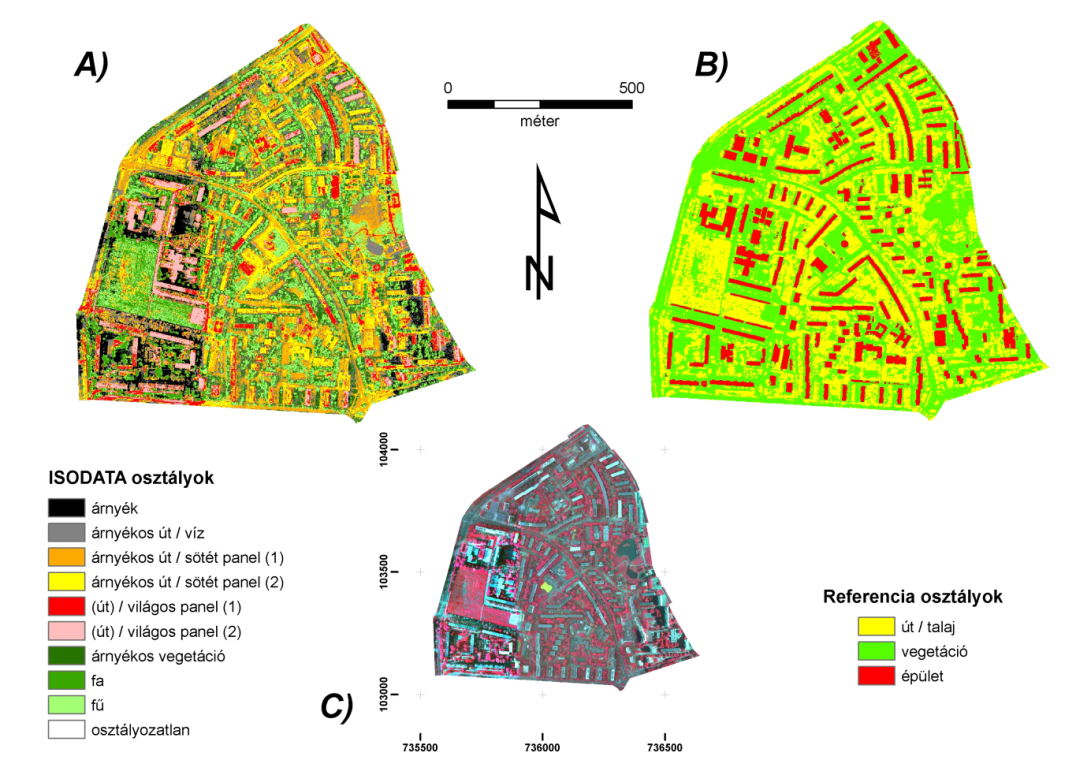 A)
B)
0 500
méter
N
ISODATA osztályok
árnyék
árnyékos út / víz
árnyékos út / sötét panel (1)
árnyékos út / sötét panel (2)
(út) / világos panel (1)
(út) / világos panel (2)
árnyékos vegetáció
fa
fű
osztályozatlan
104000
103500
103000
C)
735500 736000 736500
Referencia osztályok
út / talaj
vegetáció
épület